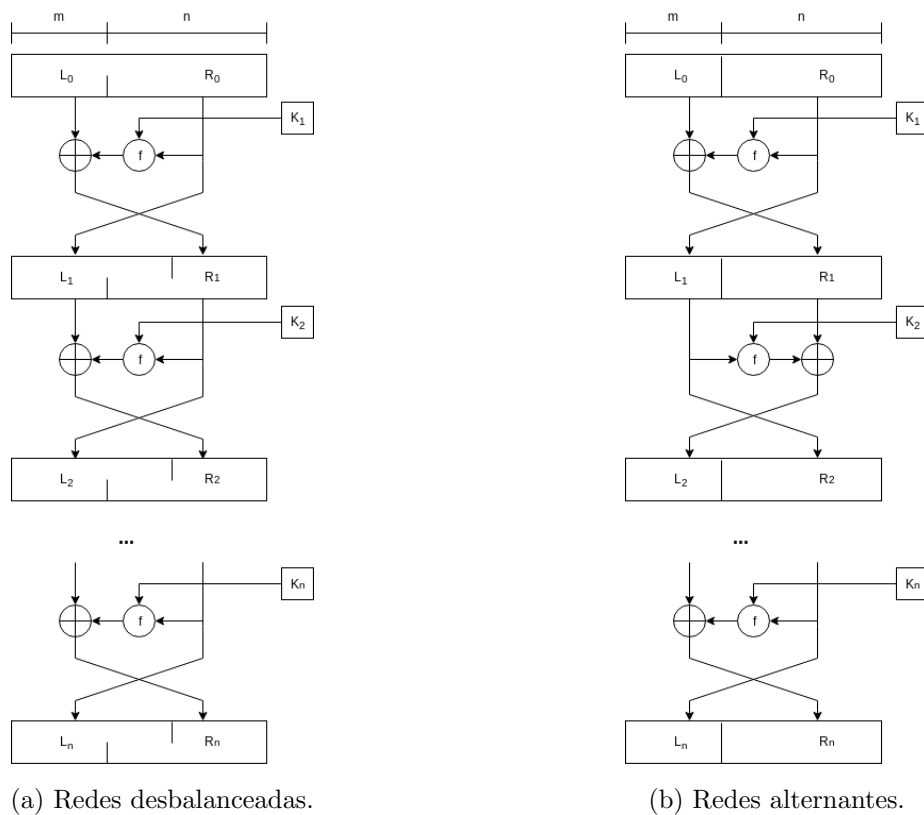 m n
L₀ R₀
K₁
f
L₁ R₁
K₂
f
L₂ R₂
...
Kₙ
f
Lₙ Rₙ
(a) Redes desbalanceadas.
m n
L₀ R₀
K₁
f
L₁ R₁
K₂
f
L₂ R₂
...
Kₙ
f
Lₙ Rₙ
(b) Redes alternantes.